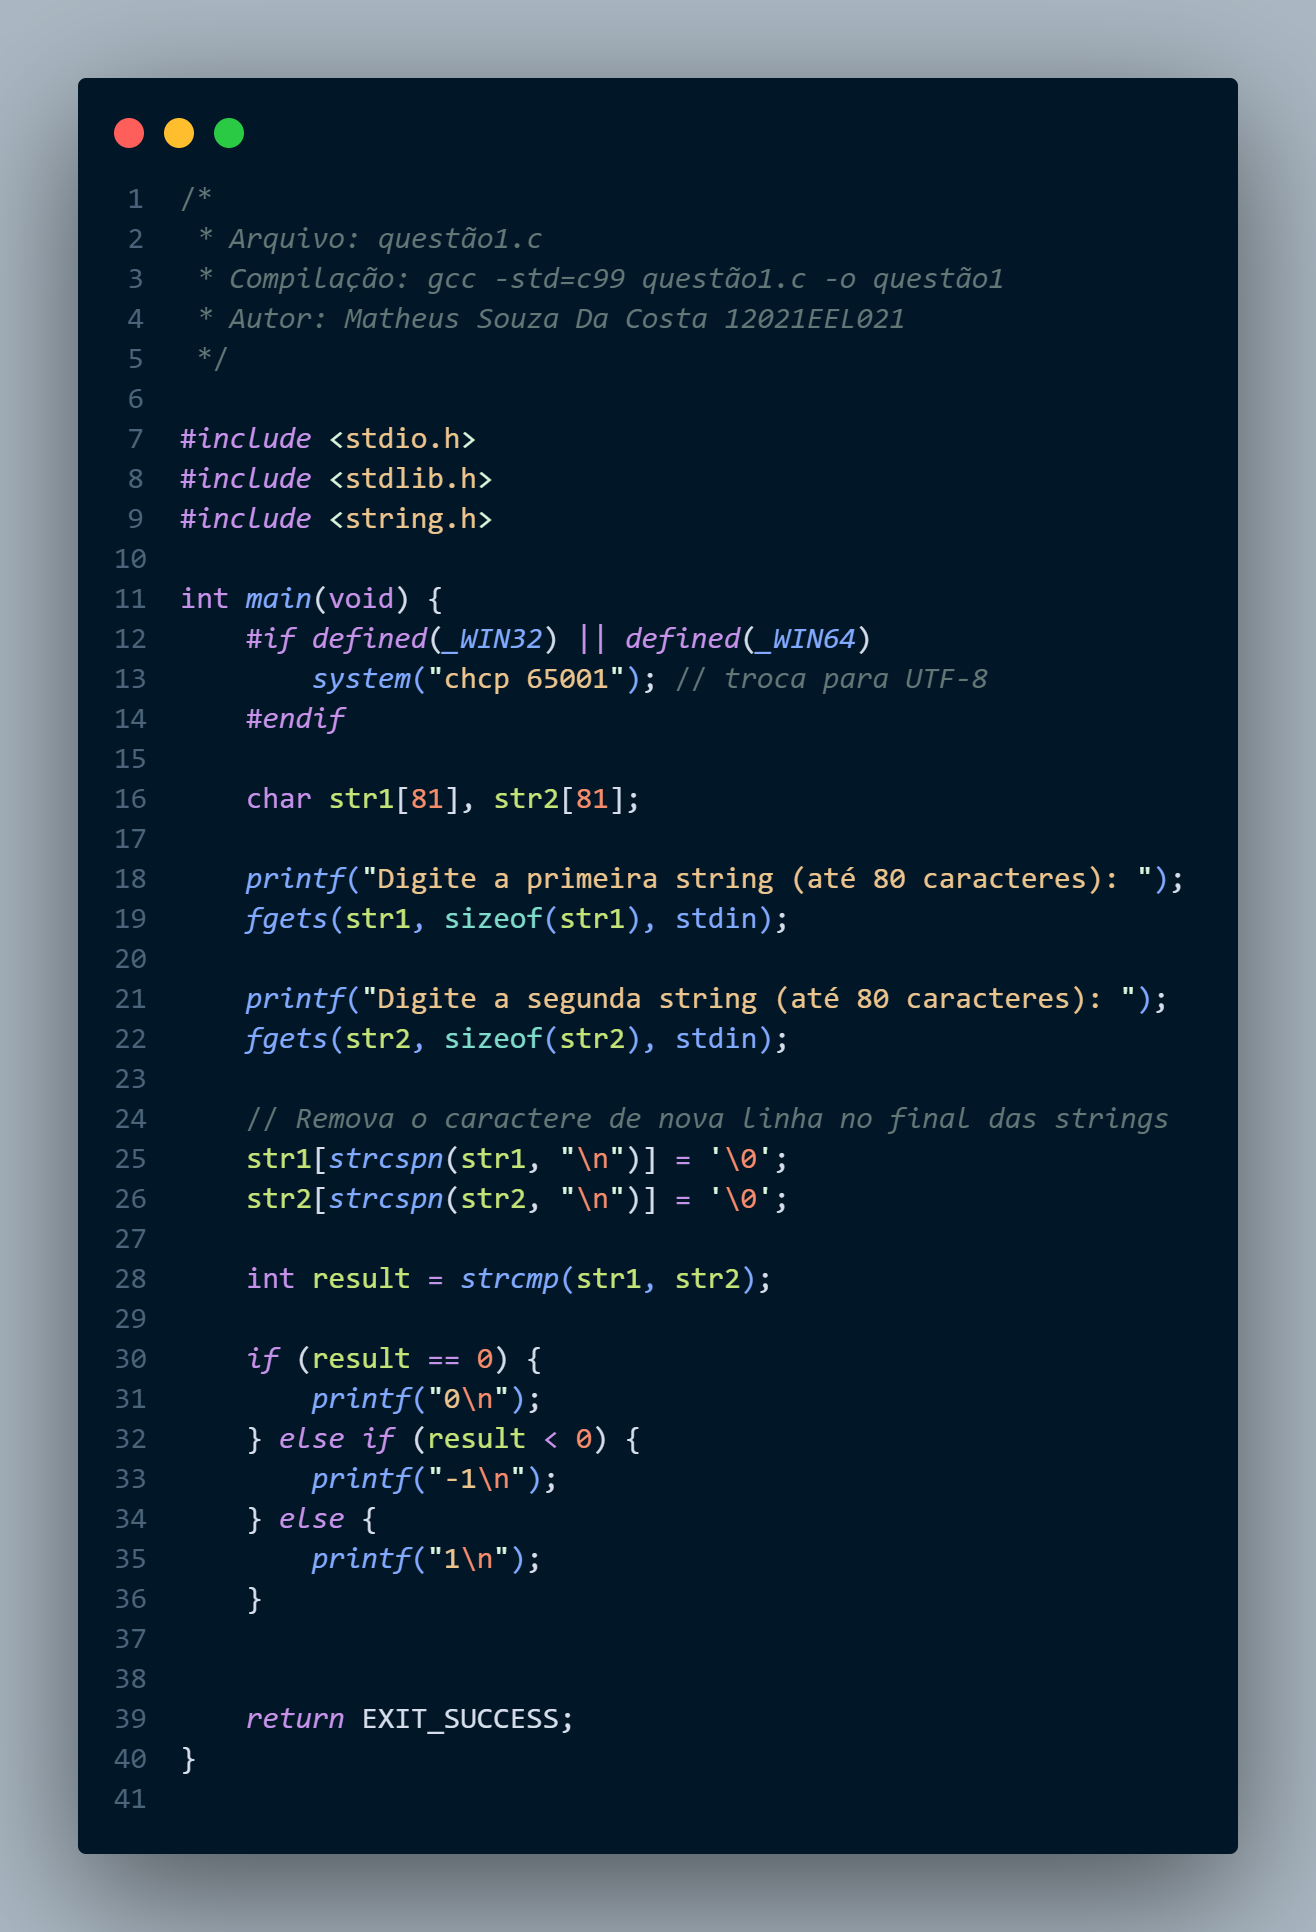 1 /*
2  * Arquivo: questão1.c
3  * Compilação: gcc -std=c99 questão1.c -o questão1
4  * Autor: Matheus Souza Da Costa 12021EEL021
5  */
6
7 #include <stdio.h>
8 #include <stdlib.h>
9 #include <string.h>
10
11 int main(void) {
12     #if defined(_WIN32) || defined(_WIN64)
13         system("chcp 65001"); // troca para UTF-8
14     #endif
15
16     char str1[81], str2[81];
17
18     printf("Digite a primeira string (até 80 caracteres): ");
19     fgets(str1, sizeof(str1), stdin);
20
21     printf("Digite a segunda string (até 80 caracteres): ");
22     fgets(str2, sizeof(str2), stdin);
23
24     // Remova o caractere de nova linha no final das strings
25     str1[strcspn(str1, "\n")] = '\0';
26     str2[strcspn(str2, "\n")] = '\0';
27
28     int result = strcmp(str1, str2);
29
30     if (result == 0) {
31         printf("0\n");
32     } else if (result < 0) {
33         printf("-1\n");
34     } else {
35         printf("1\n");
36     }
37
38
39     return EXIT_SUCCESS;
40 }
41